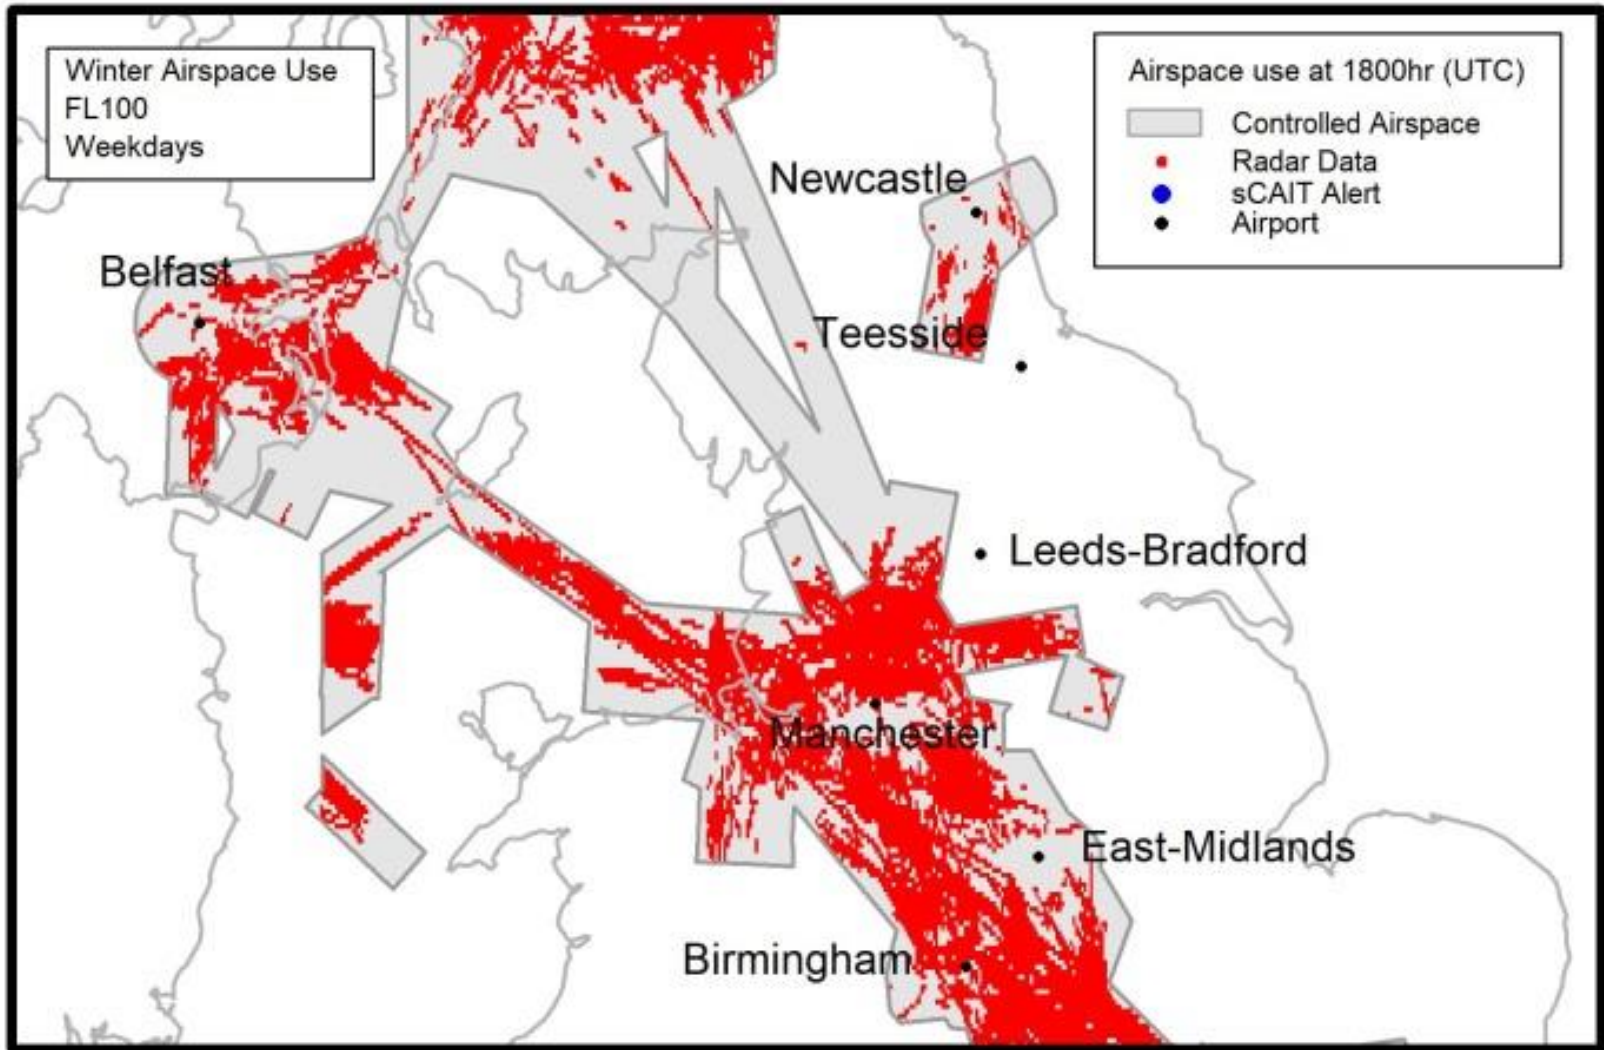 Winter Airspace Use
FL100
Weekdays
Airspace use at 1800hr (UTC)
Controlled Airspace
Radar Data
sCAIT Alert
Airport
Newcastle
Belfast
Teesside
Leeds-Bradford
Manchester
East-Midlands
Birmingham